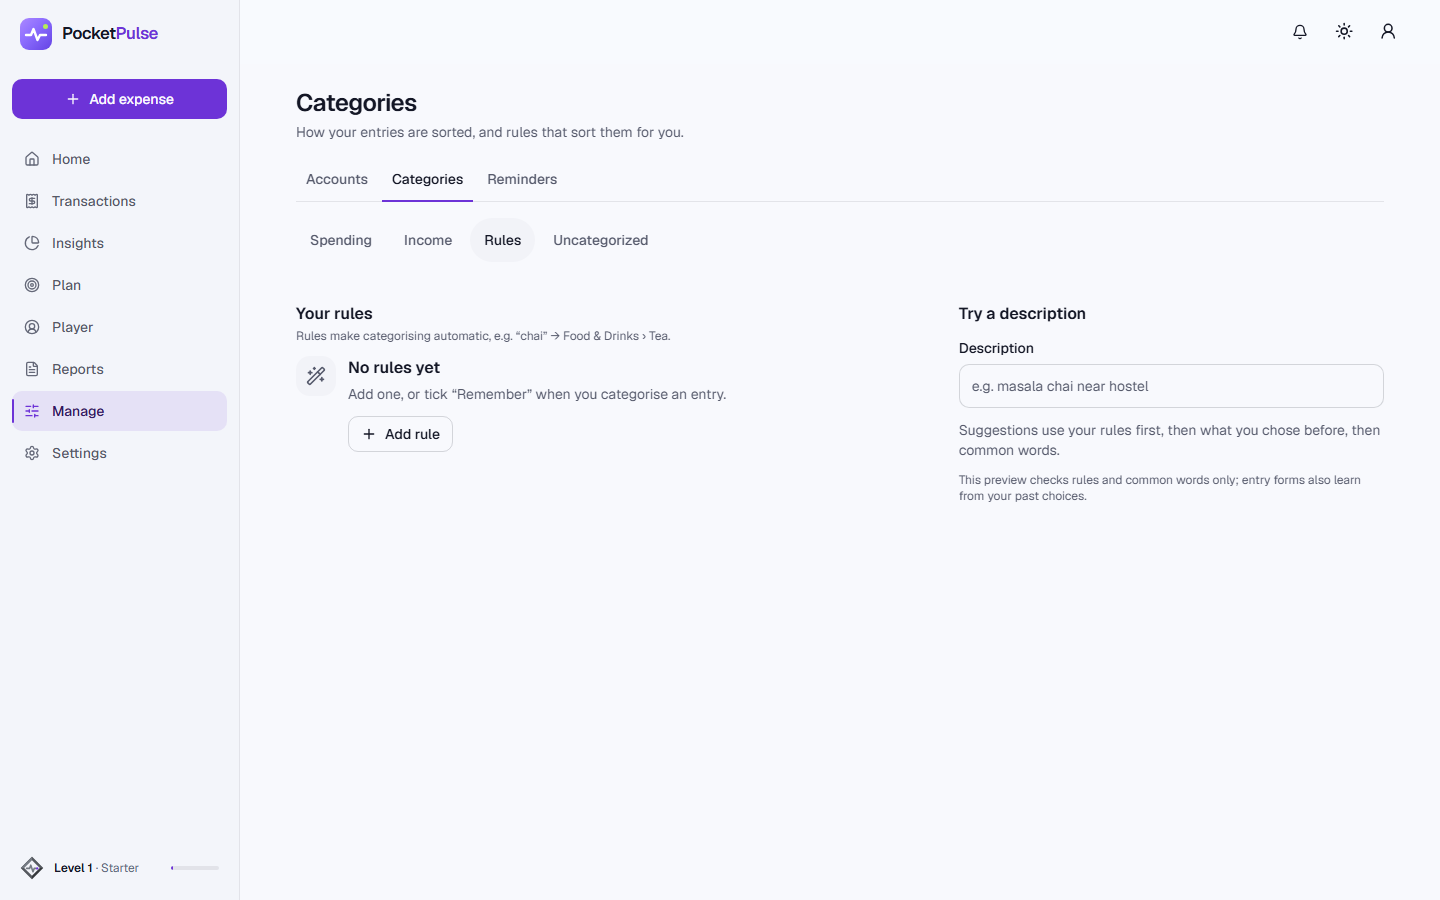 PocketPulse
Add expense
Home
Transactions
Insights
Plan
Player
Reports
Manage
Settings
Level 1 · Starter
Categories
How your entries are sorted, and rules that sort them for you.
Accounts Categories Reminders
Spending Income Rules Uncategorized
Your rules
Rules make categorising automatic, e.g. “chai” → Food & Drinks › Tea.
No rules yet
Add one, or tick “Remember” when you categorise an entry.
Add rule
Try a description
Description
e.g. masala chai near hostel
Suggestions use your rules first, then what you chose before, then
common words.
This preview checks rules and common words only; entry forms also learn
from your past choices.